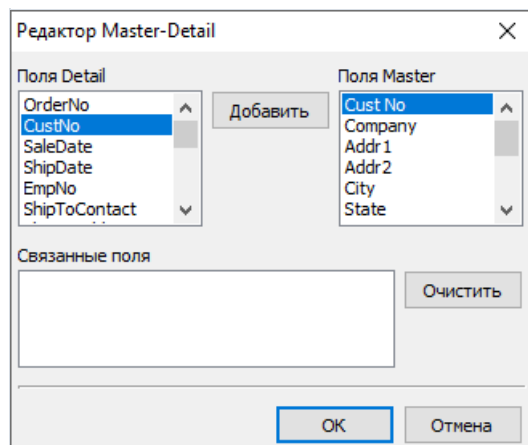 Редактор Master-Detail
Поля Detail
Поля Master
OrderNo
CustNo
SaleDate
ShipDate
EmpNo
ShipToContact
Добавить
Cust No
Company
Addr1
Addr2
City
State
Связанные поля
Очистить
OK
Отмена